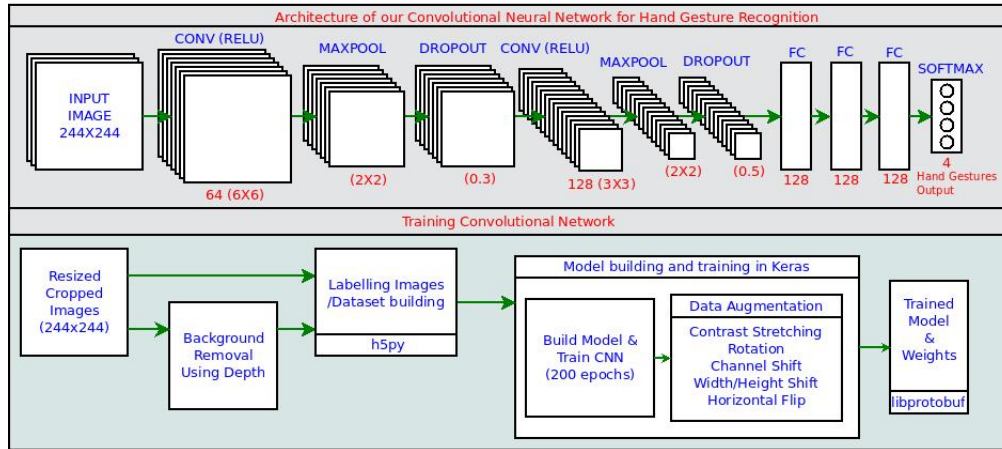 Architecture of our Convolutional Neural Network for Hand Gesture Recognition
CONV (RELU)
MAXPOOL
DROPOUT
CONV (RELU)
MAXPOOL
DROPOUT
FC
FC
FC
SOFTMAX
INPUT
IMAGE
244X244
64 (6X6)
(2X2)
(0.3)
128 (3X3)
(2X2)
(0.5)
128
128
128
4
Hand Gestures
Output
Training Convolutional Network
Resized
Cropped
Images
(244x244)
Background
Removal
Using Depth
Labelling Images
/Dataset building
h5py
Model building and training in Keras
Build Model &
Train CNN
(200 epochs)
Data Augmentation
Contrast Stretching
Rotation
Channel Shift
Width/Height Shift
Horizontal Flip
Trained
Model
&
Weights
libprotobuf